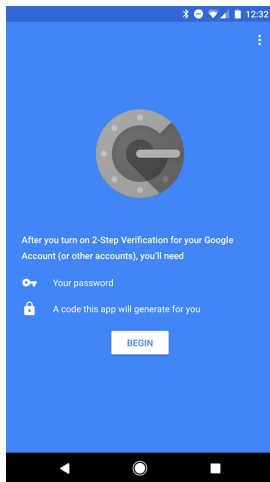 12:32
After you turn on 2-Step Verification for your Google
Account (or other accounts), you'll need
Your password
A code this app will generate for you
BEGIN